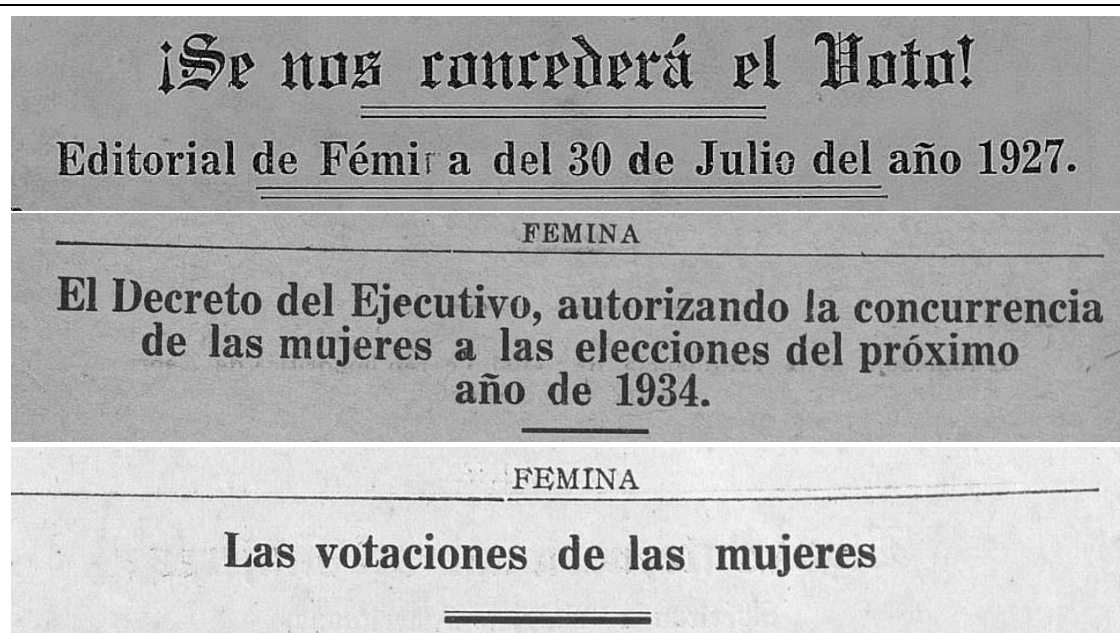 ¡Se nos concederá el Voto!
Editorial de Fémina del 30 de Julio del año 1927.
FEMINA
El Decreto del Ejecutivo, autorizando la concurrencia
de las mujeres a las elecciones del próximo
año de 1934.
FEMINA
Las votaciones de las mujeres